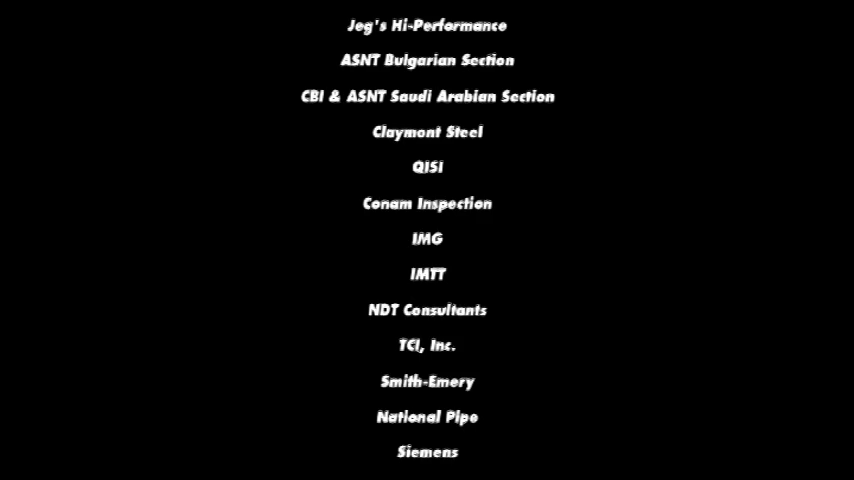 Jeg's Hi-Performance
ASNT Bulgarian Section
CBI & ASNT Saudi Arabian Section
Claymont Steel
QISI
Conam Inspection
IMG
IMTT
NDT Consultants
TCI, Inc.
Smith-Emery
National Pipe
Siemens